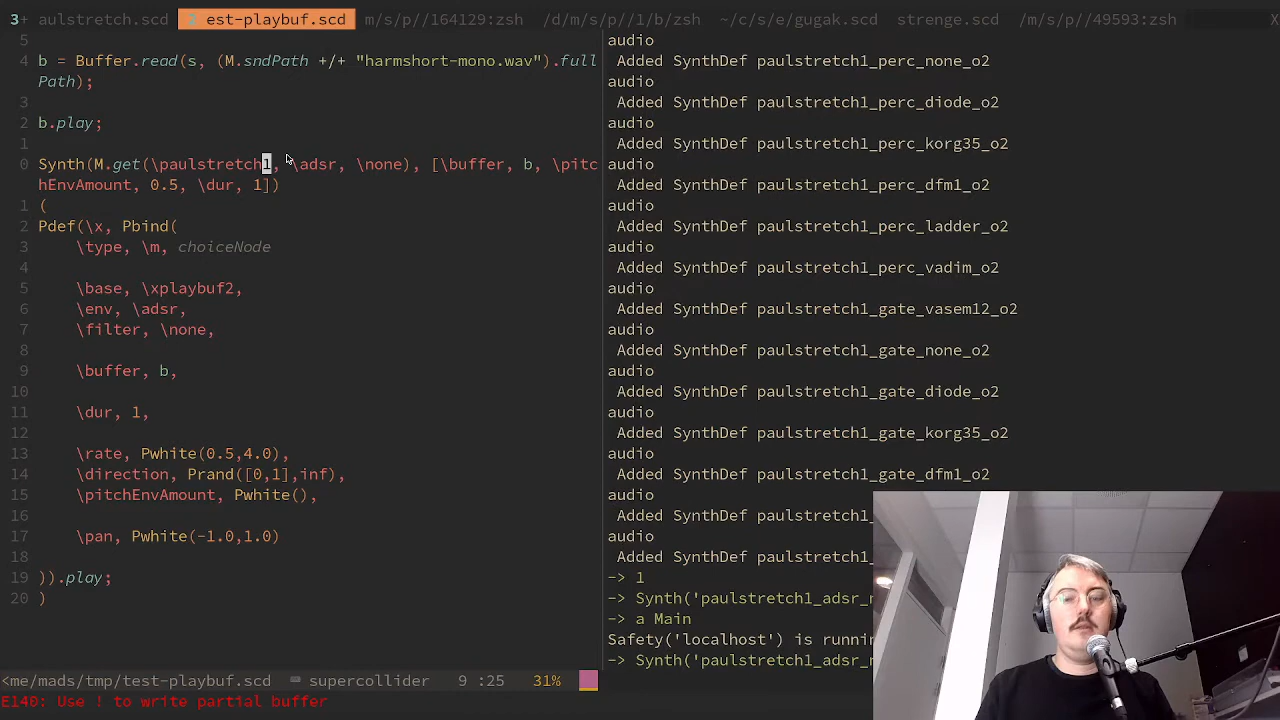 3+ aulstretch.scd 2 est-playbuf.scd m/s/p//164129:zsh /d/m/s/p//1/b/zsh ~/c/s/e/gugak.scd strenge.scd /m/s/p//49593:zsh X
5
4 b = Buffer.read(s, (M.sndPath +/+ "harmshort-mono.wav").full
Path);
3
2 b.play;
1
0 Synth(M.get(\paulstretch1, \adsr, \none), [\buffer, b, \pitc
hEnvAmount, 0.5, \dur, 1])
1 (
2 Pdef(\x, Pbind(
3 \type, \m, choiceNode
4
5 \base, \xplaybuf2,
6 \env, \adsr,
7 \filter, \none,
8
9 \buffer, b,
10
11 \dur, 1,
12
13 \rate, Pwhite(0.5,4.0),
14 \direction, Prand([0,1],inf),
15 \pitchEnvAmount, Pwhite(),
16
17 \pan, Pwhite(-1.0,1.0)
18
19 )).play;
20 )
<me/mads/tmp/test-playbuf.scd supercollider 9 :25 31%
E140: Use ! to write partial buffer
audio
Added SynthDef paulstretch1_perc_none_o2
audio
Added SynthDef paulstretch1_perc_diode_o2
audio
Added SynthDef paulstretch1_perc_korg35_o2
audio
Added SynthDef paulstretch1_perc_dfm1_o2
audio
Added SynthDef paulstretch1_perc_ladder_o2
audio
Added SynthDef paulstretch1_perc_vadim_o2
audio
Added SynthDef paulstretch1_gate_vasem12_o2
audio
Added SynthDef paulstretch1_gate_none_o2
audio
Added SynthDef paulstretch1_gate_diode_o2
audio
Added SynthDef paulstretch1_gate_korg35_o2
audio
Added SynthDef paulstretch1_gate_dfm1_o2
audio
Added SynthDef paulstretch1_
audio
Added SynthDef paulstretch1_
-> 1
-> Synth('paulstretch1_adsr_n
-> a Main
Safety('localhost') is runnin
-> Synth('paulstretch1_adsr_n